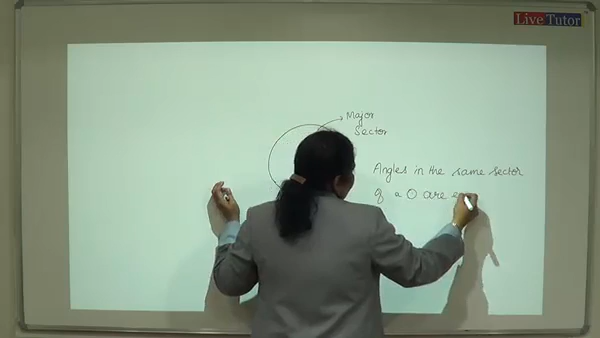 Live Tutor
Major
Sector
Angles in the same sector
of a O are e